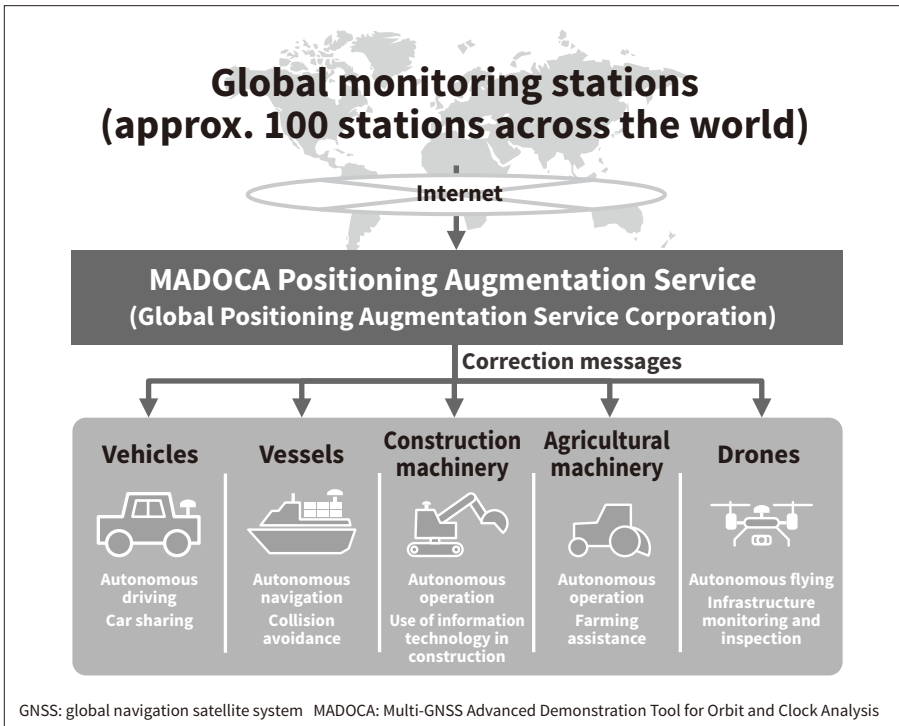 Global monitoring stations
(approx. 100 stations across the world)
Internet
MADOCA Positioning Augmentation Service
(Global Positioning Augmentation Service Corporation)
Correction messages
Vehicles
Autonomous
driving
Car sharing
Vessels
Autonomous
navigation
Collision
avoidance
Construction
machinery
Autonomous
operation
Use of information
technology in
construction
Agricultural
machinery
Autonomous
operation
Farming
assistance
Drones
Autonomous flying
Infrastructure
monitoring and
inspection
GNSS: global navigation satellite system MADOCA: Multi-GNSS Advanced Demonstration Tool for Orbit and Clock Analysis